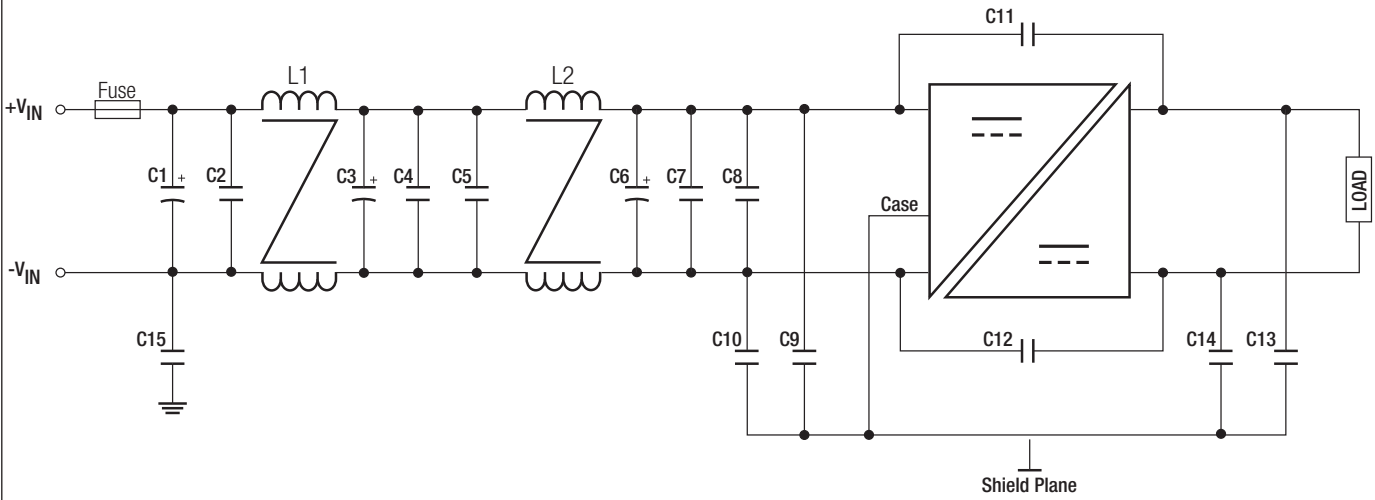 C11
Fuse
L1
L2
+VIN
C1 +
C2
C3 +
C4
C5
C6 +
C7
C8
Case
LOAD
-VIN
C15
C10
C9
C12
C14
C13
Shield Plane